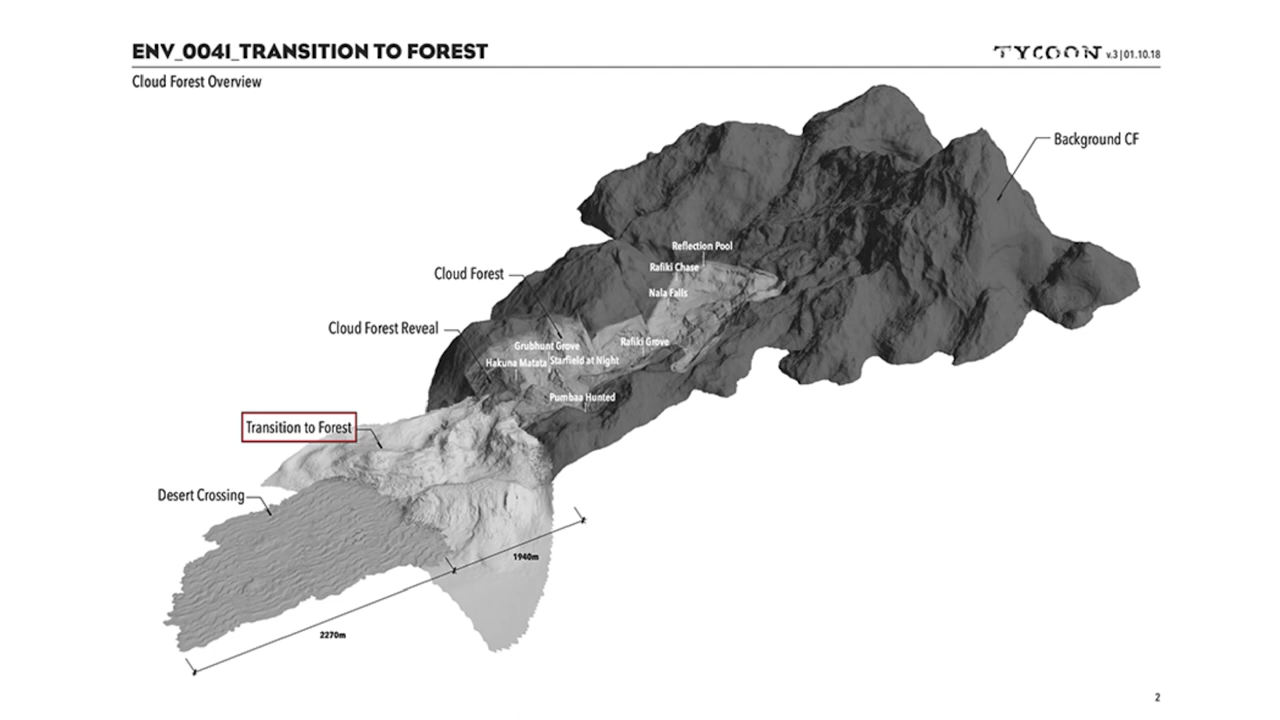 ENV_0041_TRANSITION TO FOREST
TYCOON v.3|01.10.18
Cloud Forest Overview
Background CF
Reflection Pool
Rafiki Chase
Cloud Forest
Nala Falls
Cloud Forest Reveal
Rafiki Grove
Grubhunt Grove
Starfield at Night
Hakuna Matata
Pumbaa Hunted
Transition to Forest
Desert Crossing
1940m
2270m
2